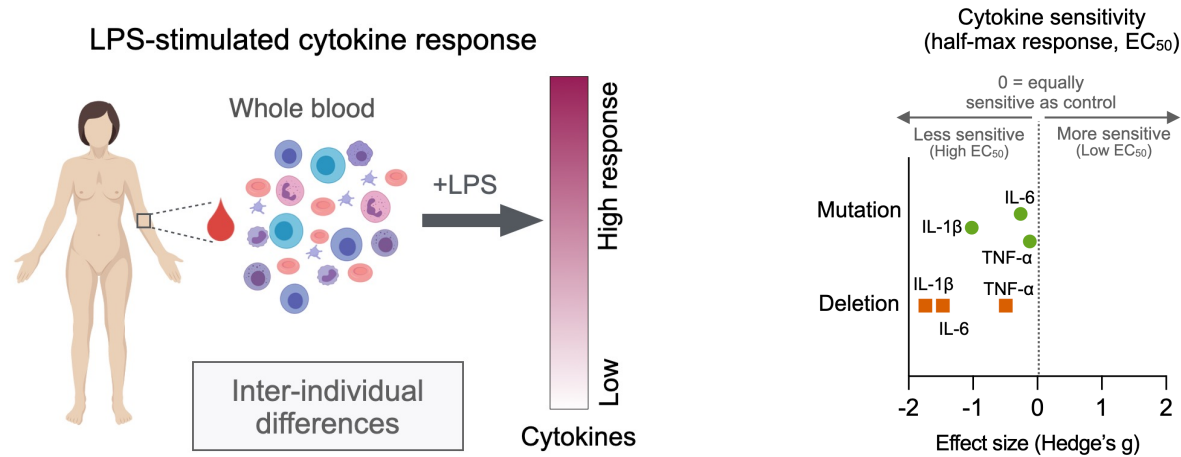 LPS-stimulated cytokine response
Whole blood
+LPS
High response
Low
Cytokines
Inter-individual
differences
Cytokine sensitivity
(half-max response, EC₅₀)
0 = equally
sensitive as control
Less sensitive
(High EC₅₀)
More sensitive
(Low EC₅₀)
Mutation
IL-6
IL-1β
TNF-α
Deletion
IL-1β
TNF-α
IL-6
-2 -1 0 1 2
Effect size (Hedge's g)